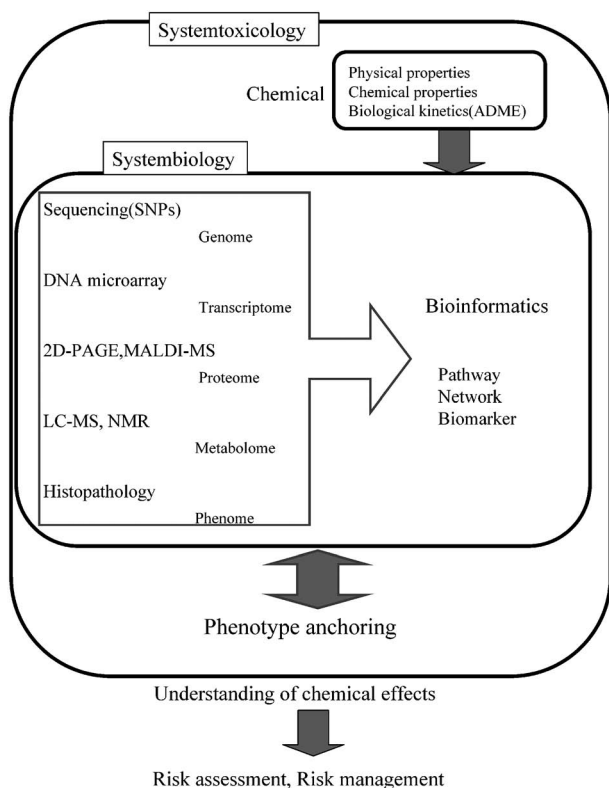 Systemtoxicology
Chemical
Physical properties
Chemical properties
Biological kinetics(ADME)
Systembiology
Sequencing(SNPs)
Genome
DNA microarray
Transcriptome
2D-PAGE,MALDI-MS
Proteome
LC-MS, NMR
Metabolome
Histopathology
Phenome
Bioinformatics
Pathway
Network
Biomarker
Phenotype anchoring
Understanding of chemical effects
Risk assessment, Risk management